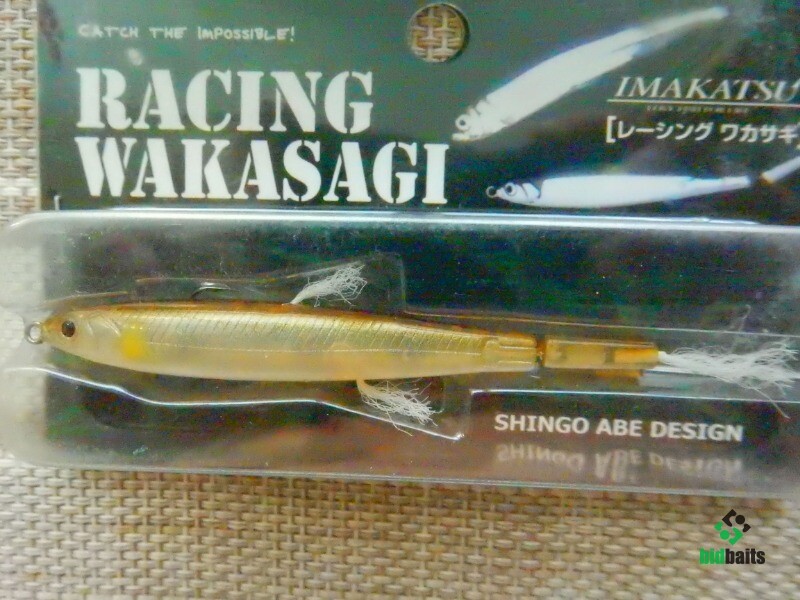 CATCH THE IMPOSSIBLE!
RACING
WAKASAGI
IMAKATSU
[レーシング ワカサギ]
SHINGO ABE DESIGN
bidbaits